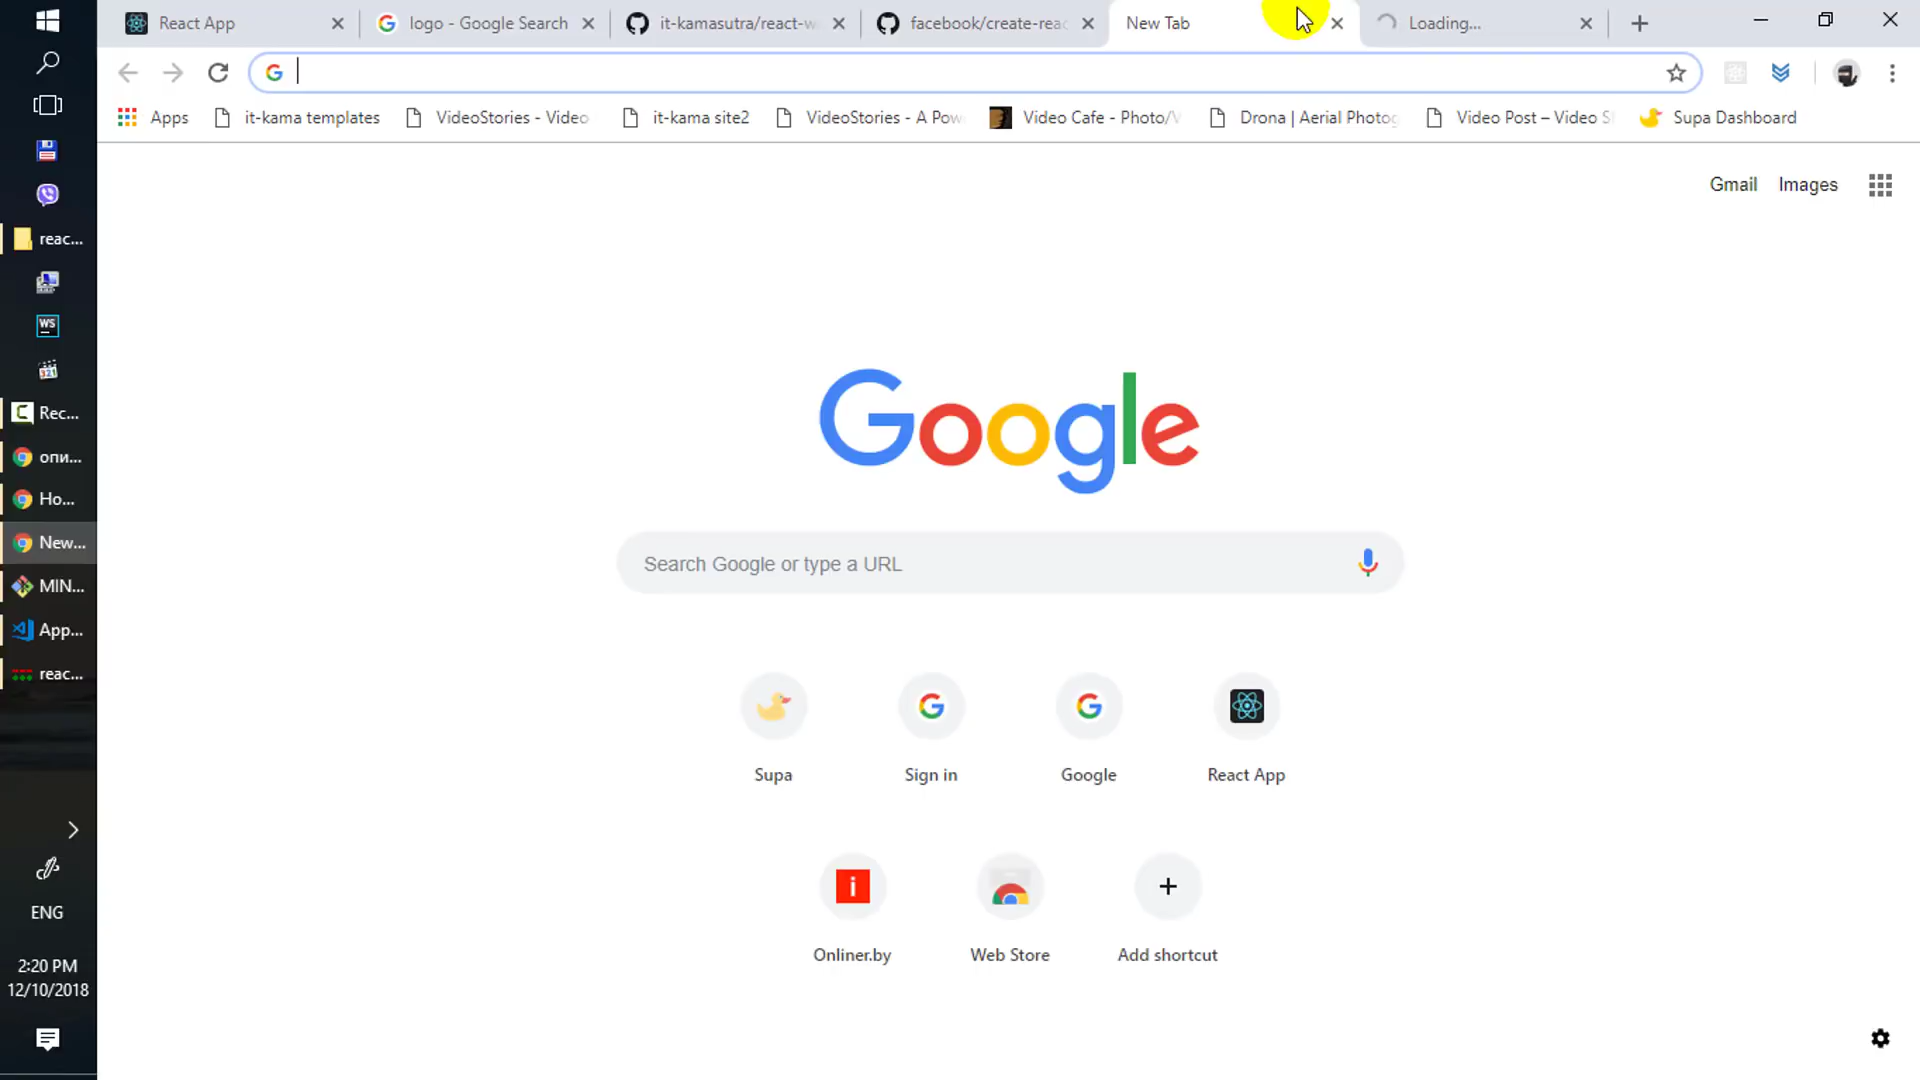 React App
logo - Google Search
it-kamasutra/react-w
facebook/create-reac
New Tab
Loading...
Apps
it-kama templates
VideoStories - Video
it-kama site2
VideoStories - A Pow
Video Cafe - Photo/V
Drona | Aerial Photog
Video Post – Video S
Supa Dashboard
Gmail
Images
WS
reac...
321
Rec...
опи...
Ho...
New...
MIN...
App...
reac...
ENG
2:20 PM
12/10/2018
Google
Search Google or type a URL
Supa
Sign in
Google
React App
Onliner.by
Web Store
Add shortcut